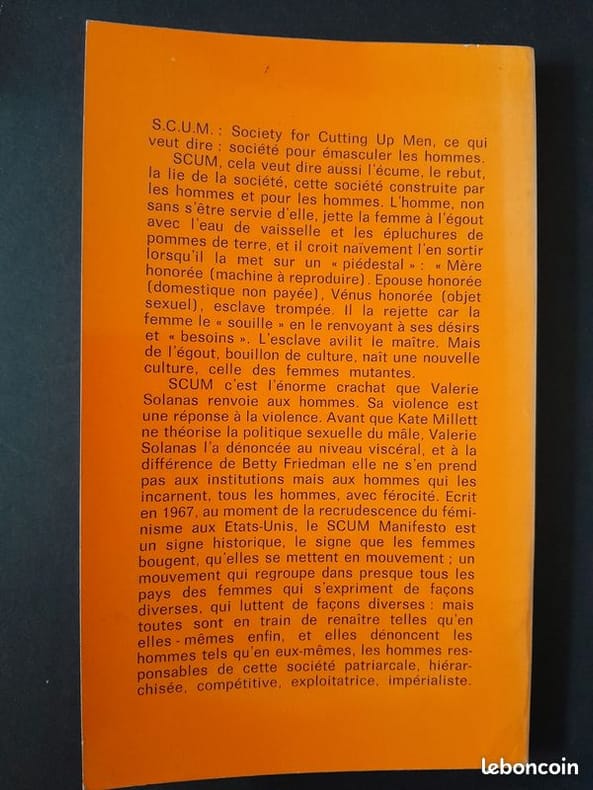 S.C.U.M. : Society for Cutting Up Men, ce qui
veut dire : société pour émasculer les hommes.
SCUM, cela veut dire aussi l'écume, le rebut,
la lie de la société, cette société construite par
les hommes et pour les hommes. L'homme, non
sans s'être servie d'elle, jette la femme à l'égout
avec l'eau de vaisselle et les épluchures de
pommes de terre, et il croit naïvement l'en sortir
lorsqu'il la met sur un « piédestal » : « Mère
honorée (machine à reproduire). Epouse honorée
(domestique non payée), Vénus honorée (objet
sexuel), esclave trompée. Il la rejette car la
femme le « souille » en le renvoyant à ses désirs
et « besoins ». L'esclave avilit le maître. Mais
de l'égout, bouillon de culture, naît une nouvelle
culture, celle des femmes mutantes.
SCUM c'est l'énorme crachat que Valerie
Solanas renvoie aux hommes. Sa violence est
une réponse à la violence. Avant que Kate Millett
ne théorise la politique sexuelle du mâle, Valerie
Solanas l'a dénoncée au niveau viscéral, et à la
différence de Betty Friedman elle ne s'en prend
pas aux institutions mais aux hommes qui les
incarnent, tous les hommes, avec férocité. Ecrit
en 1967, au moment de la recrudescence du fémi-
nisme aux Etats-Unis, le SCUM Manifesto est
un signe historique, le signe que les femmes
bougent, qu'elles se mettent en mouvement ; un
mouvement qui regroupe dans presque tous les
pays des femmes qui s'expriment de façons
diverses, qui luttent de façons diverses : mais
toutes sont en train de renaître telles qu'en
elles-mêmes enfin, et elles dénoncent les
hommes tels qu'en eux-mêmes, les hommes res-
ponsables de cette société patriarcale, hiérar-
chisée, compétitive, exploitatrice, impérialiste.
leboncoin